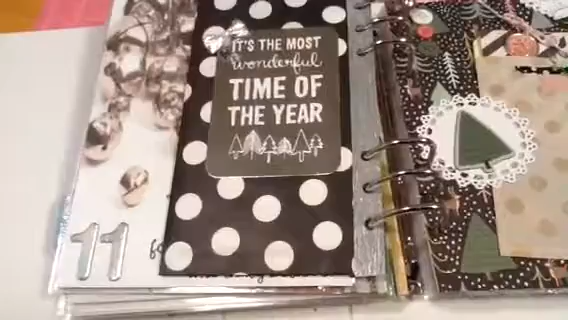 IT'S THE MOST
wonderful
TIME OF
THE YEAR
11